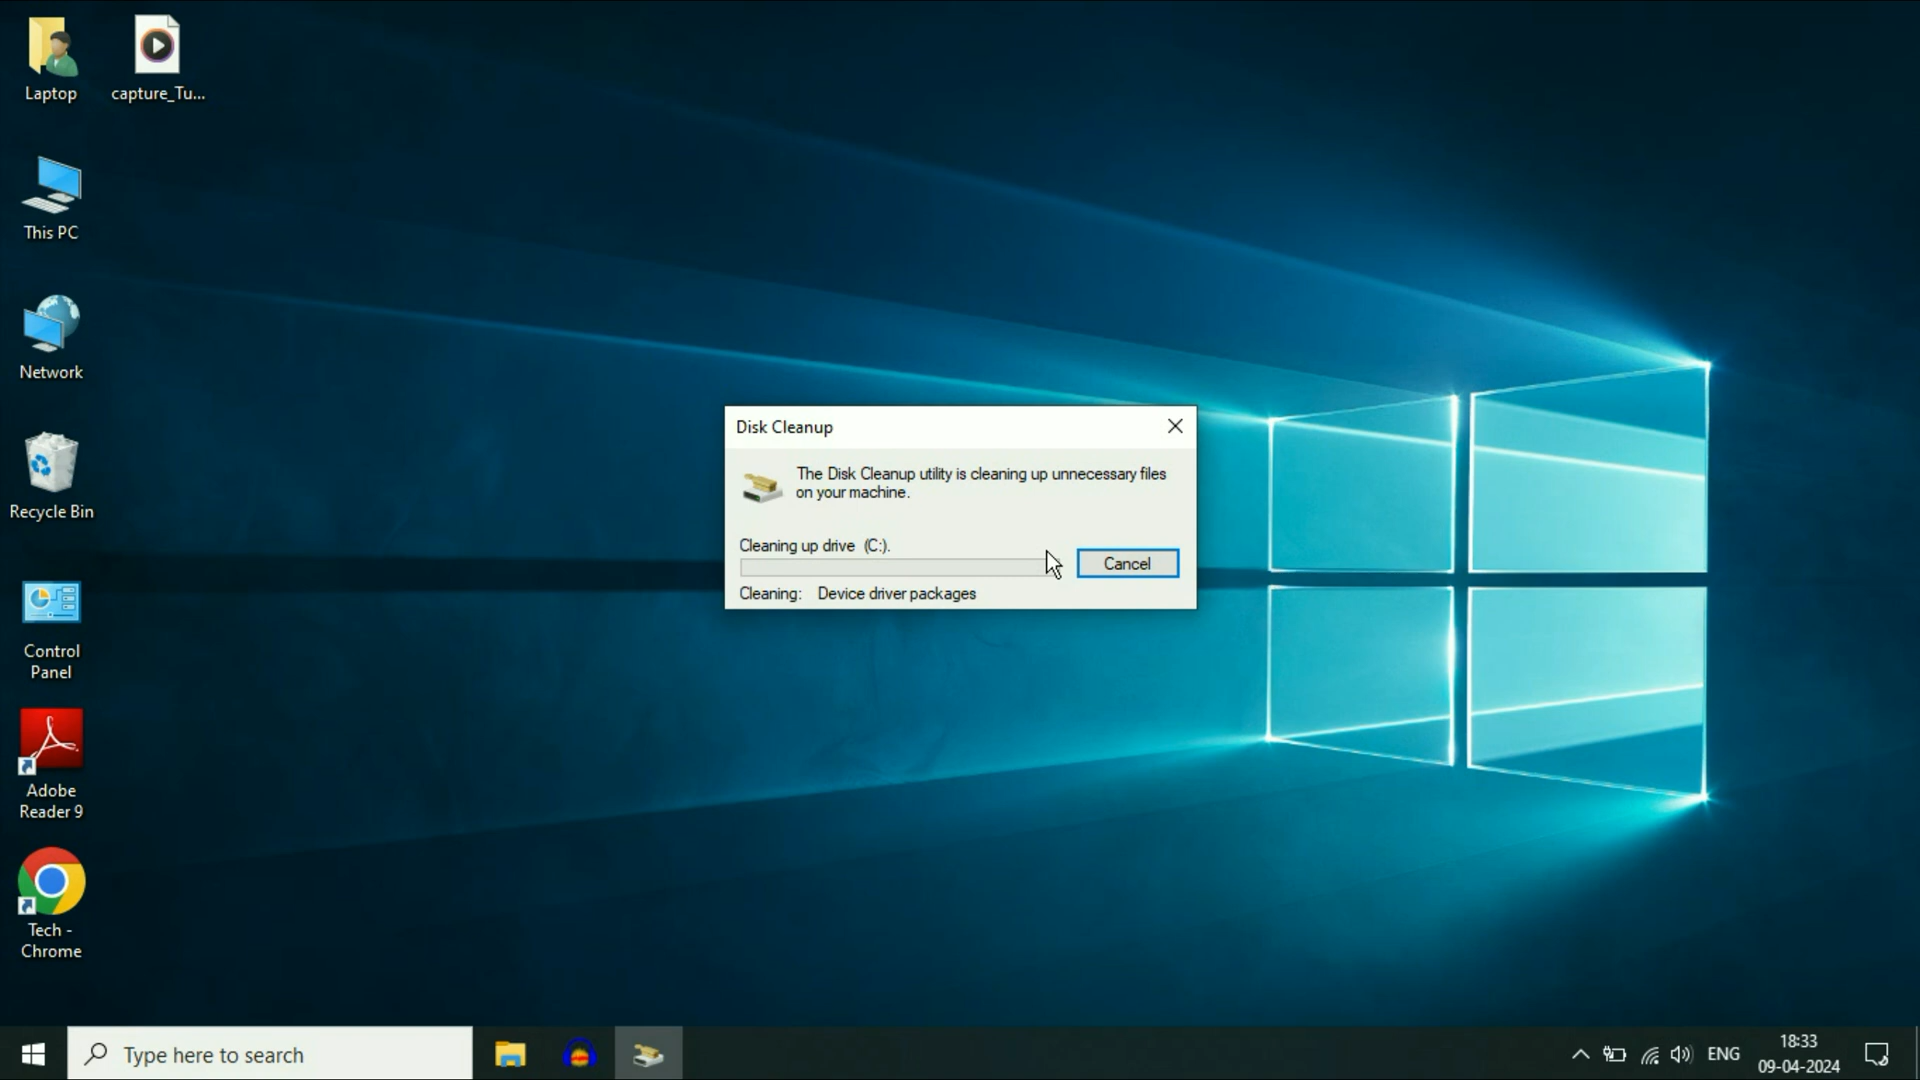 Laptop
capture_Tu...
This PC
Network
Recycle Bin
Control
Panel
Adobe
Reader 9
Tech -
Chrome
Disk Cleanup
The Disk Cleanup utility is cleaning up unnecessary files
on your machine.
Cleaning up drive (C:).
Cancel
Cleaning: Device driver packages
Type here to search
ENG
18:33
09-04-2024